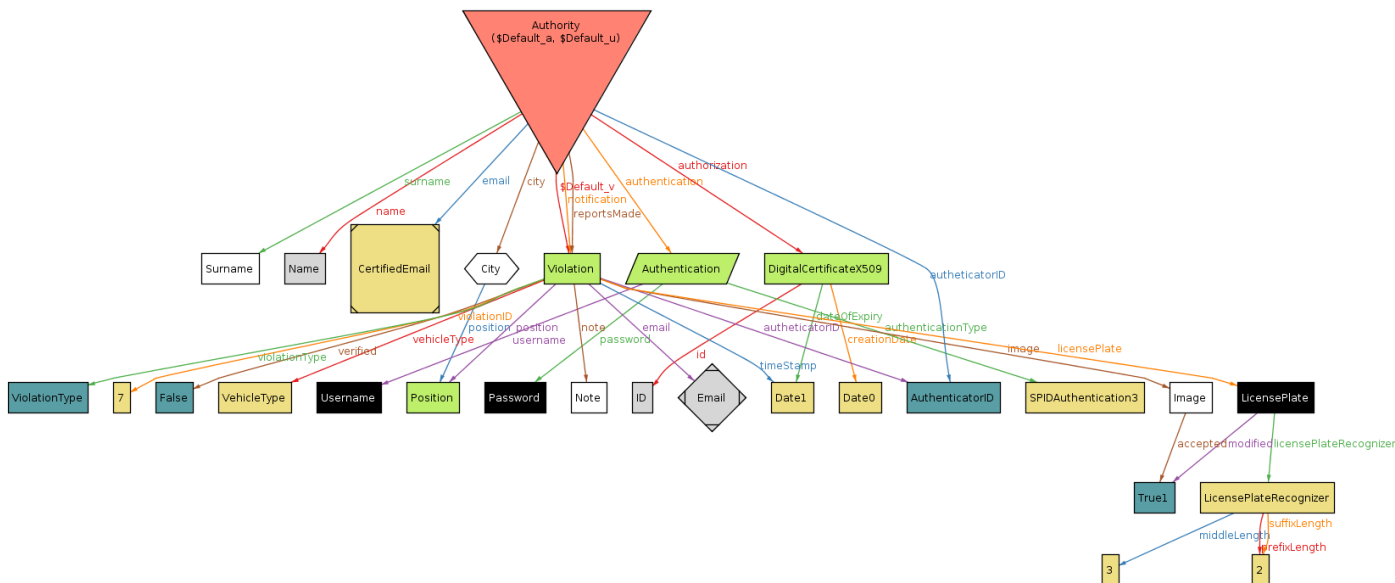 Authority
($Default_a, $Default_u)
authorization
surname
email
city
authentication
$Default_v
notification
name
reportsMade
Surname
Name
CertifiedEmail
City
Violation
Authentication
DigitalCertificateX509
autheticatorID
violationID
dateOfExpiry
position
position
note
email
autheticatorID
authenticationType
vehicleType
username
password
creationDate
image
licensePlate
violationType
verified
id
timeStamp
ViolationType
7
False
VehicleType
Username
Position
Password
Note
ID
Email
Date1
Date0
AuthenticatorID
SPIDAuthentication3
Image
LicensePlate
accepted
modified
licensePlateRecognizer
True1
LicensePlateRecognizer
suffixLength
middleLength
prefixLength
3
2